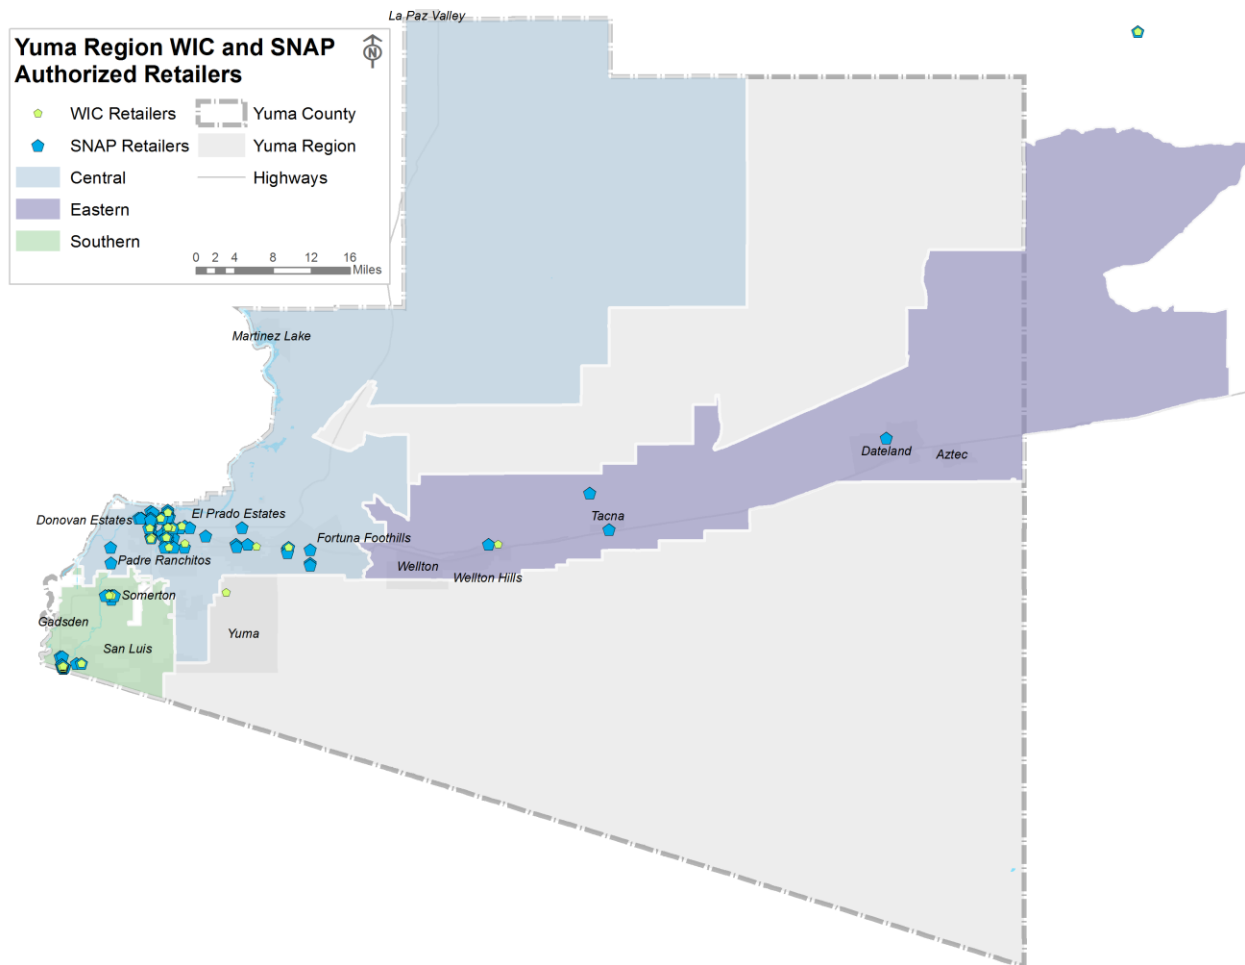 La Paz Valley
Yuma Region WIC and SNAP
Authorized Retailers
N
WIC Retailers
Yuma County
SNAP Retailers
Yuma Region
Central
Highways
Eastern
Southern
0 2 4 8 12 16
Miles
Martinez Lake
Dateland
Aztec
Donovan Estates
El Prado Estates
Tacna
Fortuna Foothills
Padre Ranchitos
Wellton
Wellton Hills
Somerton
Gadsden
Yuma
San Luis